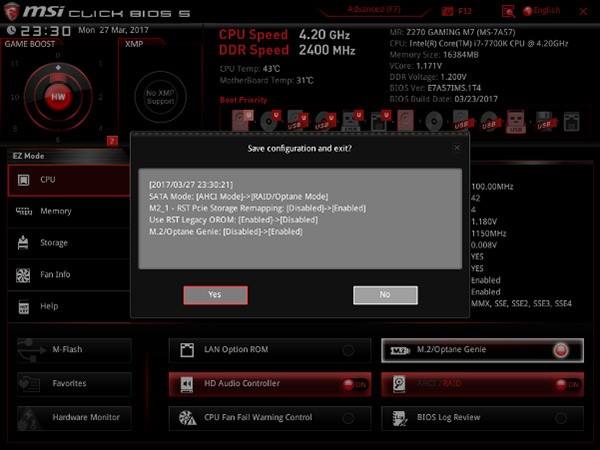 msi CLICK BIOS 5
Advanced (F7)
F12
English
23:30 Mon 27 Mar, 2017
GAME BOOST
XMP
HW
No XMP
Support
CPU Speed 4.20 GHz
DDR Speed 2400 MHz
CPU Temp: 43°C
MotherBoard Temp: 31°C
MB: Z270 GAMING M7 (MS-7A57)
CPU: Intel(R) Core(TM) i7-7700K CPU @ 4.20GHz
Memory Size: 16384MB
VCore: 1.171V
DDR Voltage: 1.200V
BIOS Ver: E7A57IMS.1T4
BIOS Build Date: 03/23/2017
Boot Priority
USB
USB
USB
USB
EZ Mode
CPU
Memory
Storage
Fan Info
Help
Save configuration and exit?
[2017/03/27 23:30:21]
SATA Mode: [AHCI Mode]->[RAID/Optane Mode]
M2_1 - RST Pcie Storage Remapping: [Disabled]->[Enabled]
Use RST Legacy OROM: [Enabled]->[Disabled]
M.2/Optane Genie: [Disabled]->[Enabled]
Yes
No
100.00MHz
42
4
1.180V
1150MHz
0.008V
YES
YES
Enabled
Enabled
MMX, SSE, SSE2, SSE3, SSE4
M-Flash
Favorites
Hardware Monitor
LAN Option ROM
HD Audio Controller
ON
CPU Fan Fail Warning Control
M.2/Optane Genie
AHCI / RAID
ON
BIOS Log Review